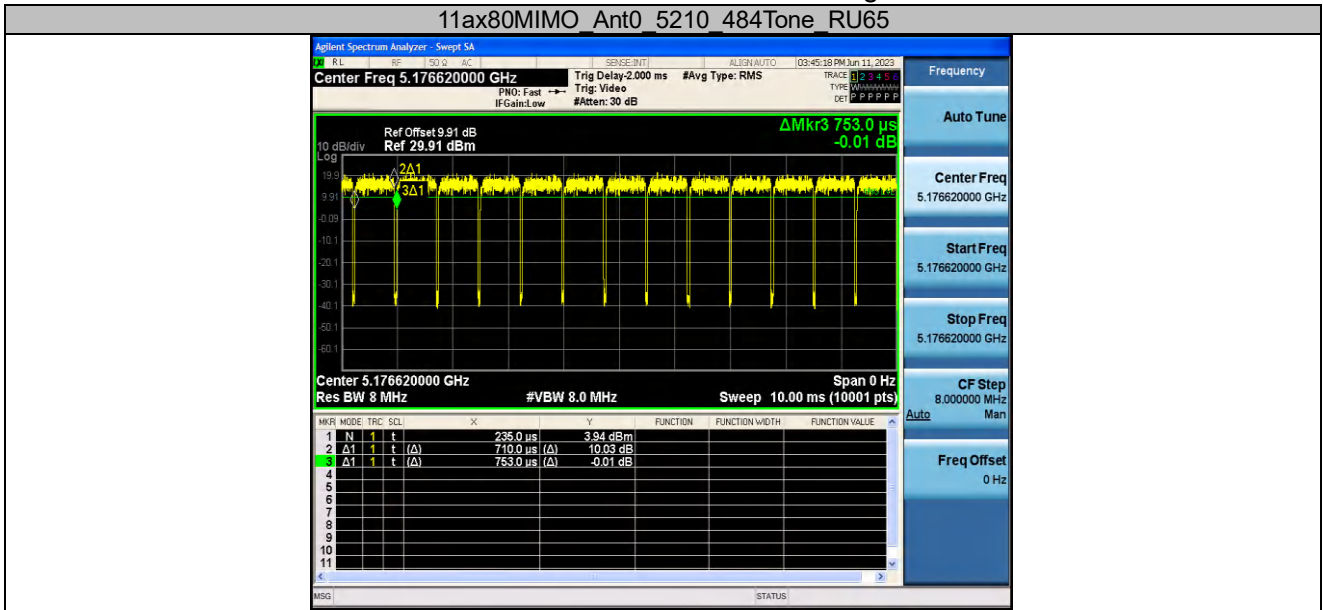 11ax80MIMO_Ant0_5210_484Tone_RU65
Agilent Spectrum Analyzer - Swept SA
RL RF 50 Ω AC SENSE:INT ALIGN AUTO 03:45:18 PM Jun 11, 2023
Center Freq 5.176620000 GHz Trig Delay-2.000 ms #Avg Type: RMS TRACE 1 2 3 4 5 6
PNO: Fast Trig: Video TYPE
IFGain:Low #Atten: 30 dB DET P P P P P P
Frequency
Auto Tune
Center Freq
5.176620000 GHz
Start Freq
5.176620000 GHz
Stop Freq
5.176620000 GHz
CF Step
8.000000 MHz
Auto Man
Freq Offset
0 Hz
ΔMkr3 753.0 µs
-0.01 dB
Ref Offset 9.91 dB
10 dB/div Ref 29.91 dBm
Log
19.9
9.91
-0.09
-10.1
-20.1
-30.1
-40.1
-50.1
-60.1
2Δ1
3Δ1
Center 5.176620000 GHz Span 0 Hz
Res BW 8 MHz #VBW 8.0 MHz Sweep 10.00 ms (10001 pts)
MKR MODE TRC SCL X Y FUNCTION FUNCTION WIDTH FUNCTION VALUE
1 N 1 t 235.0 µs 3.94 dBm
2 Δ1 1 t (Δ) 710.0 µs (Δ) 10.03 dB
3 Δ1 1 t (Δ) 753.0 µs (Δ) -0.01 dB
4
5
6
7
8
9
10
11
MSG STATUS